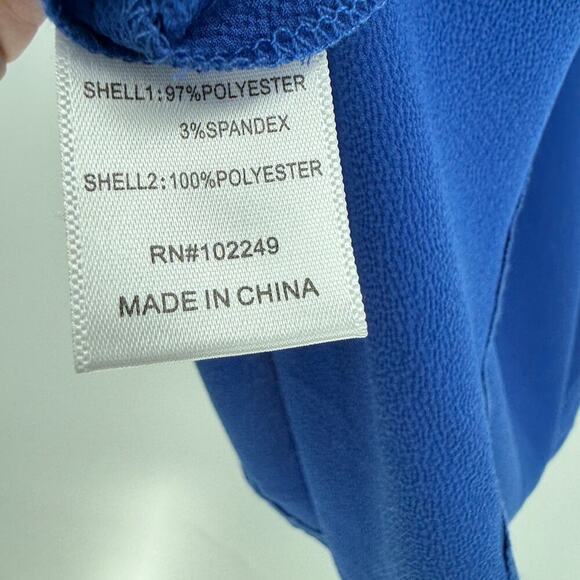 SHELL1:97%POLYESTER
3%SPANDEX
SHELL2:100%POLYESTER
RN#102249
MADE IN CHINA